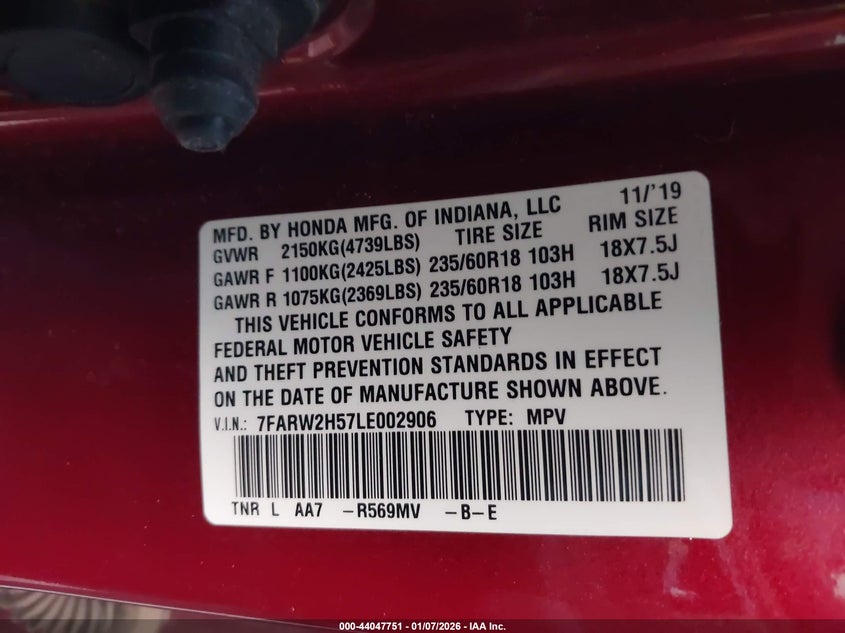 MFD. BY HONDA MFG. OF INDIANA, LLC 11/'19
GVWR 2150KG(4739LBS) TIRE SIZE RIM SIZE
GAWR F 1100KG(2425LBS) 235/60R18 103H 18X7.5J
GAWR R 1075KG(2369LBS) 235/60R18 103H 18X7.5J
THIS VEHICLE CONFORMS TO ALL APPLICABLE
FEDERAL MOTOR VEHICLE SAFETY
AND THEFT PREVENTION STANDARDS IN EFFECT
ON THE DATE OF MANUFACTURE SHOWN ABOVE.
V.I.N.: 7FARW2H57LE002906 TYPE: MPV
TNR L AA7 -R569MV -B-E
000-44047751 - 01/07/2026 - IAA Inc.